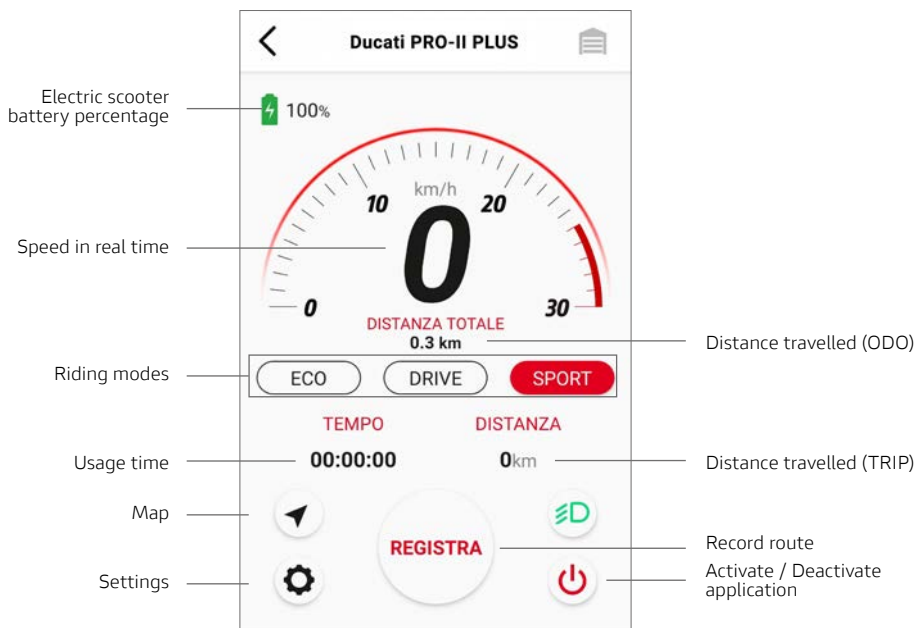 Ducati PRO-II PLUS
Electric scooter
battery percentage
100%
km/h
10
20
Speed in real time
0
0
30
DISTANZA TOTALE
0.3 km
Distance travelled (ODO)
Riding modes
ECO
DRIVE
SPORT
TEMPO
DISTANZA
Usage time
00:00:00
0km
Distance travelled (TRIP)
Map
REGISTRA
Record route
Settings
Activate / Deactivate
application